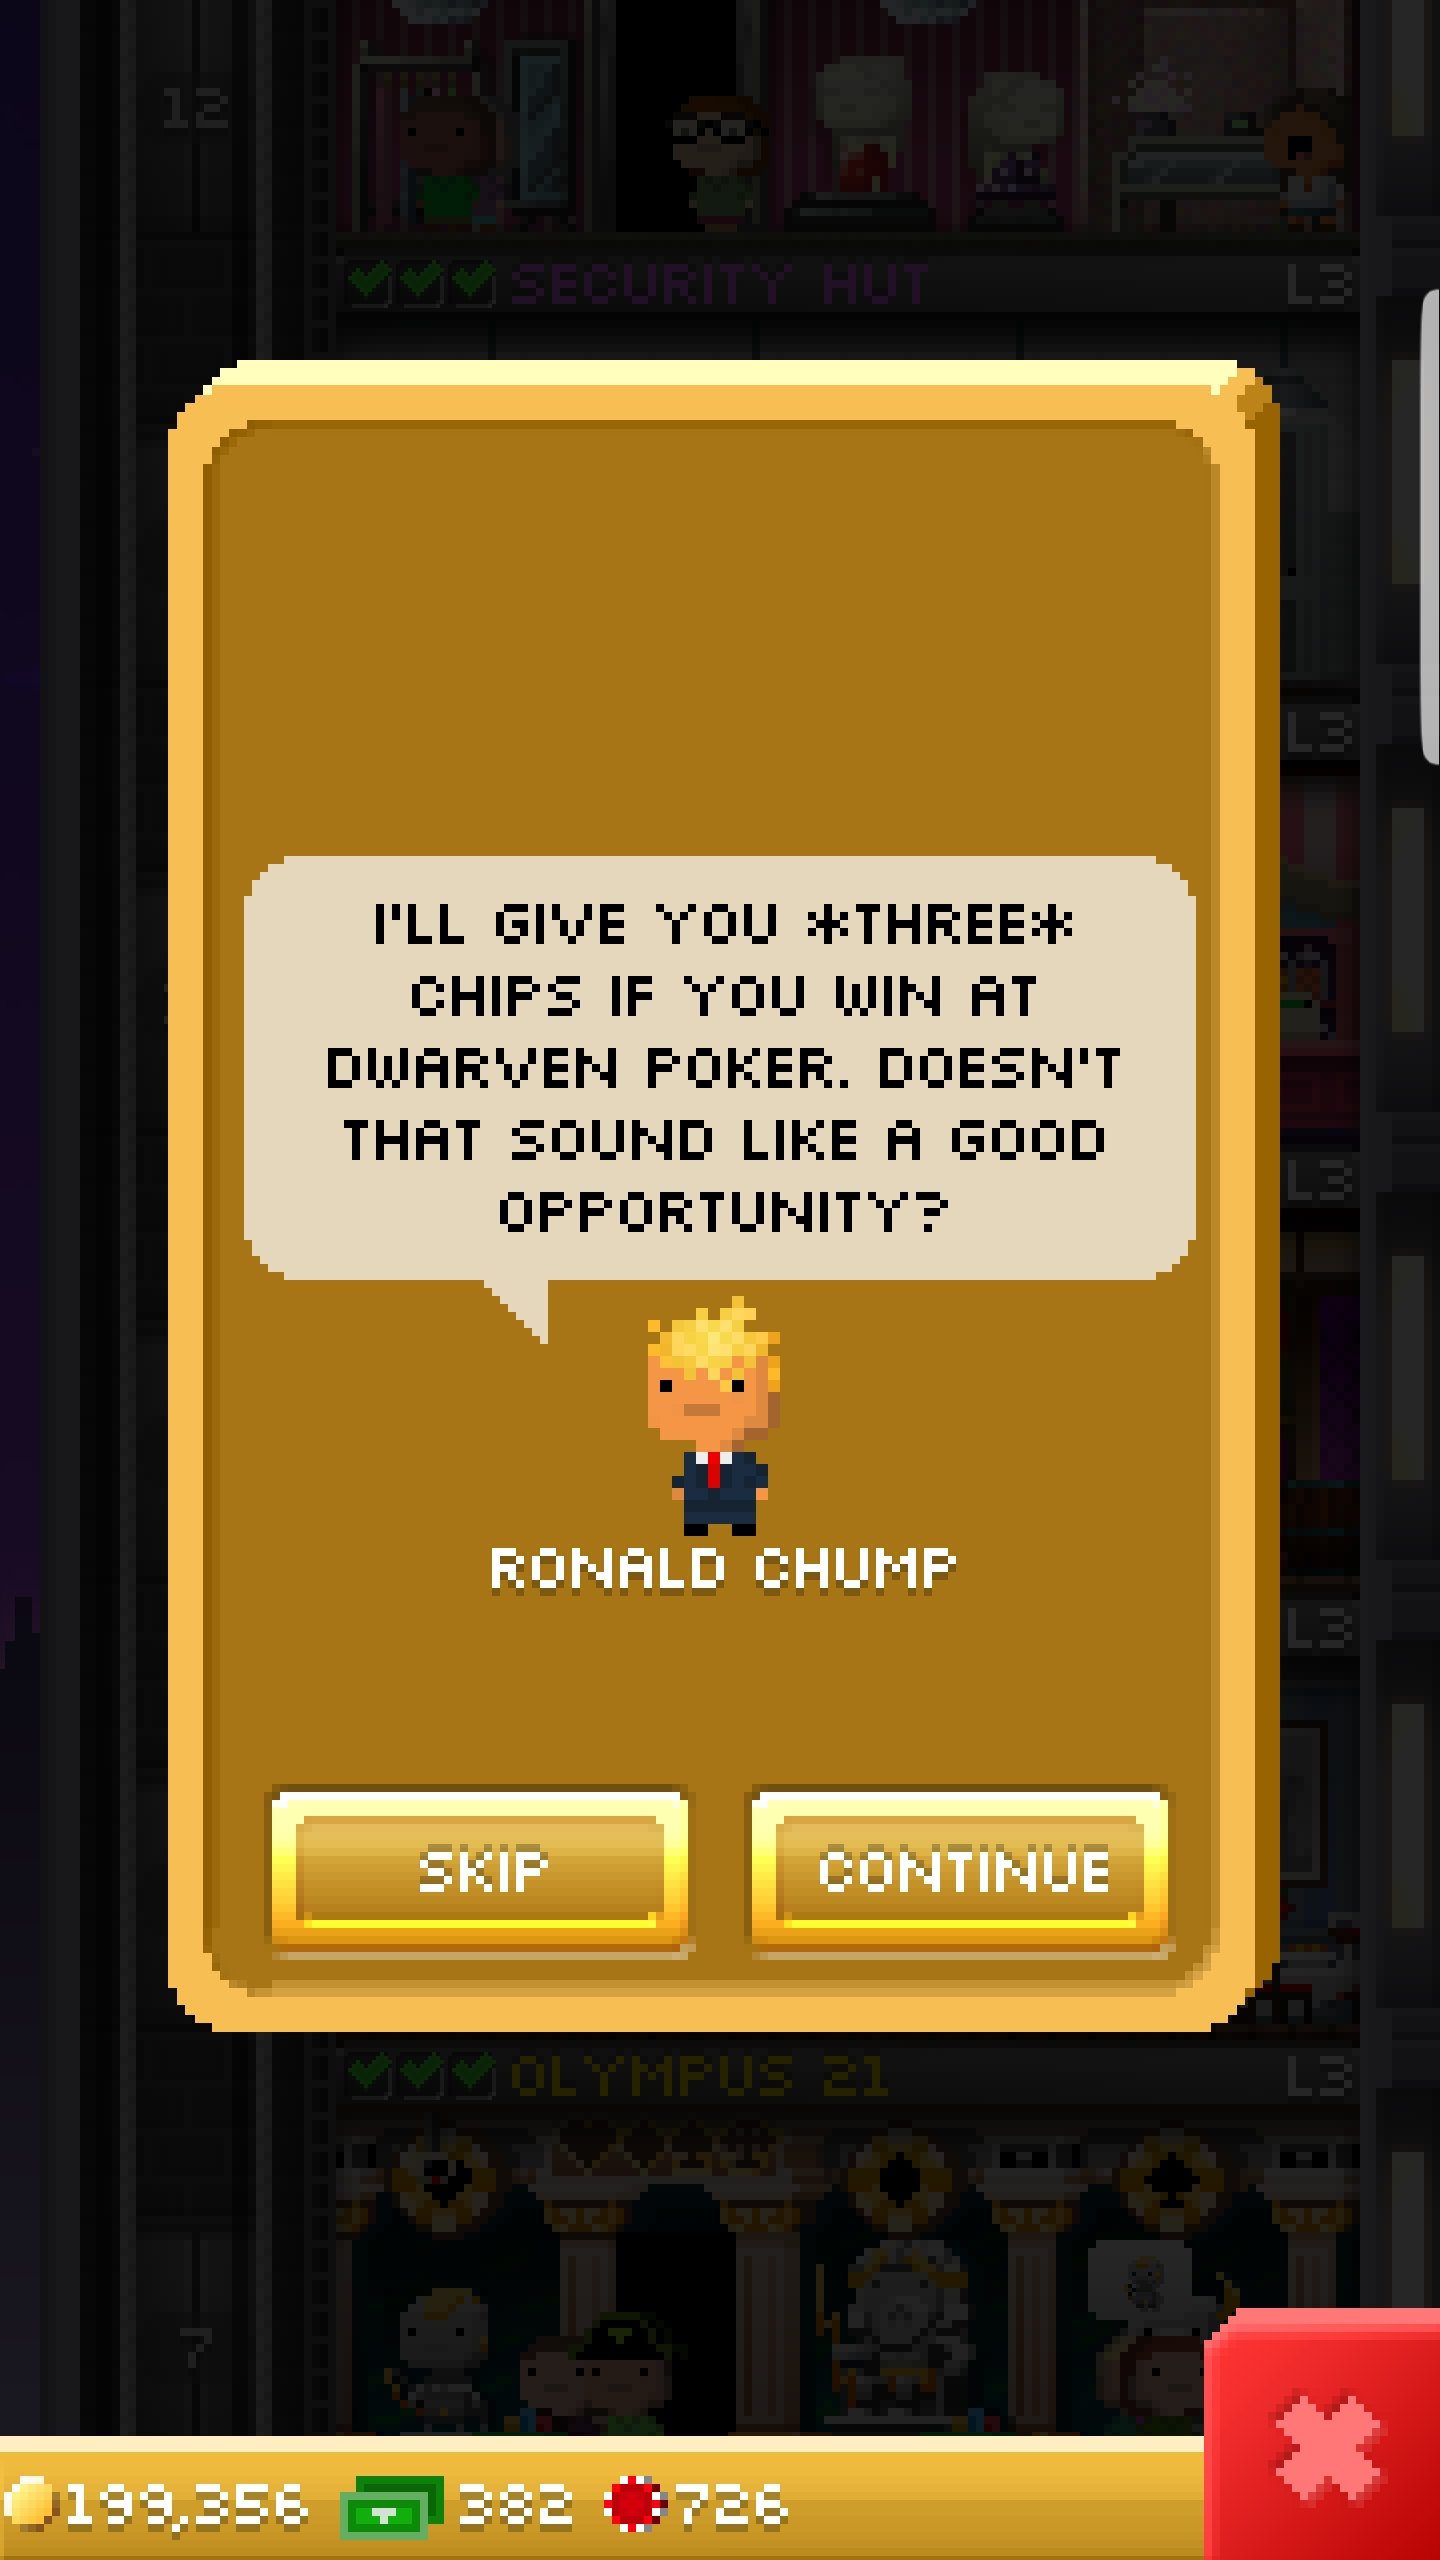 12
SECURITY HUT L3
L3
I'LL GIVE YOU *THREE*
CHIPS IF YOU WIN AT
DWARVEN POKER. DOESN'T
THAT SOUND LIKE A GOOD
OPPORTUNITY?
L3
RONALD CHUMP
L3
SKIP CONTINUE
OLYMPUS 21 L3
7
199,356 382 726